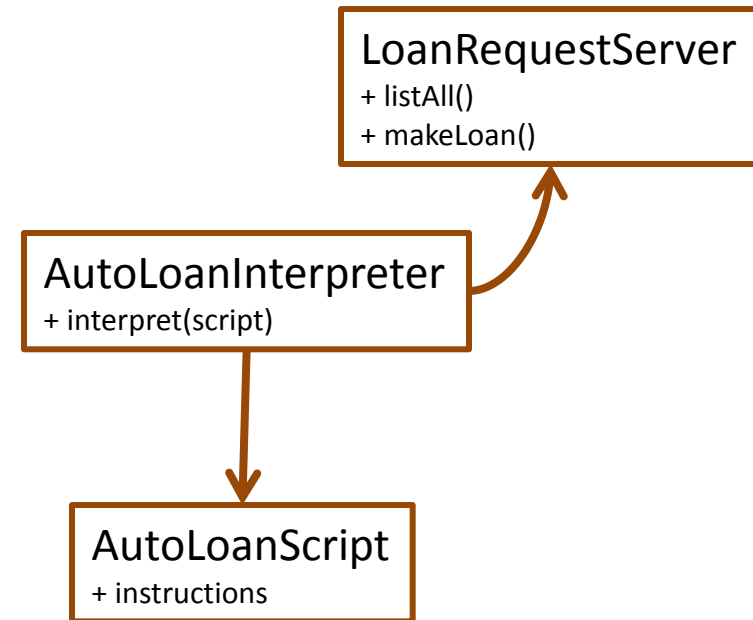 LoanRequestServer
+ listAll()
+ makeLoan()
AutoLoanInterpreter
+ interpret(script)
AutoLoanScript
+ instructions